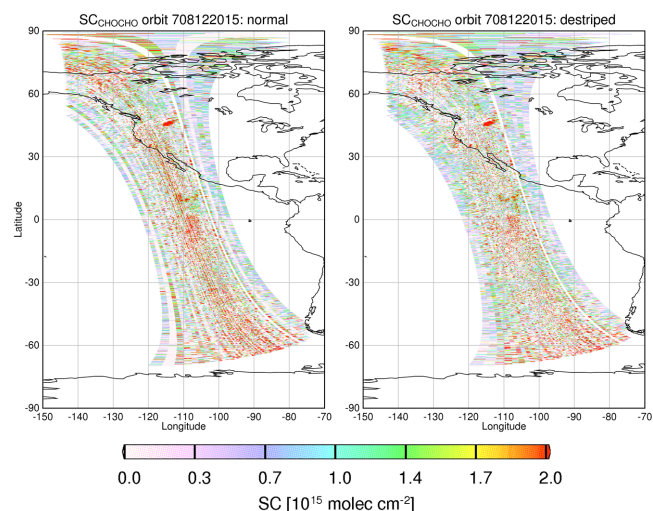 SCCHOCHO orbit 708122015: normal
SCCHOCHO orbit 708122015: destriped
90
60
30
0
-30
-60
-90
Latitude
-150 -140 -130 -120 -110 -100 -90 -80 -70
Longitude
90
60
30
0
-30
-60
-90
-150 -140 -130 -120 -110 -100 -90 -80 -70
Longitude
0.0 0.3 0.7 1.0 1.4 1.7 2.0
SC [10^15 molec cm^-2]